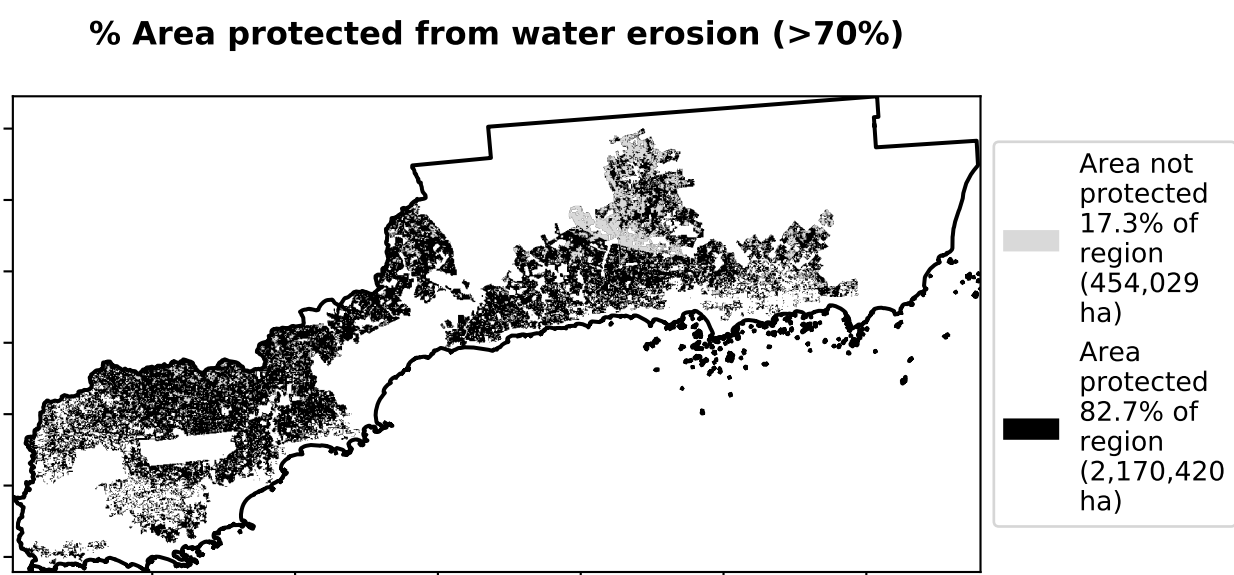 % Area protected from water erosion (>70%)
Area not
protected
17.3% of
region
(454,029
ha)
Area
protected
82.7% of
region
(2,170,420
ha)